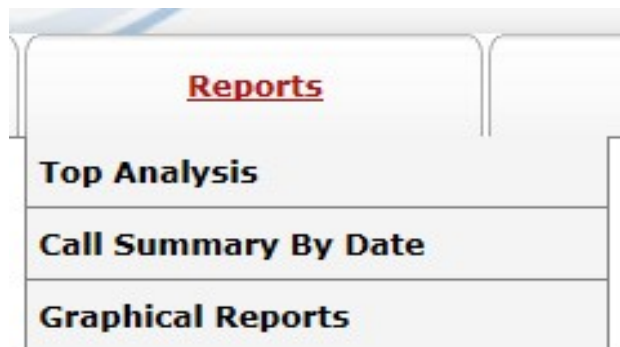 Reports
Top Analysis
Call Summary By Date
Graphical Reports